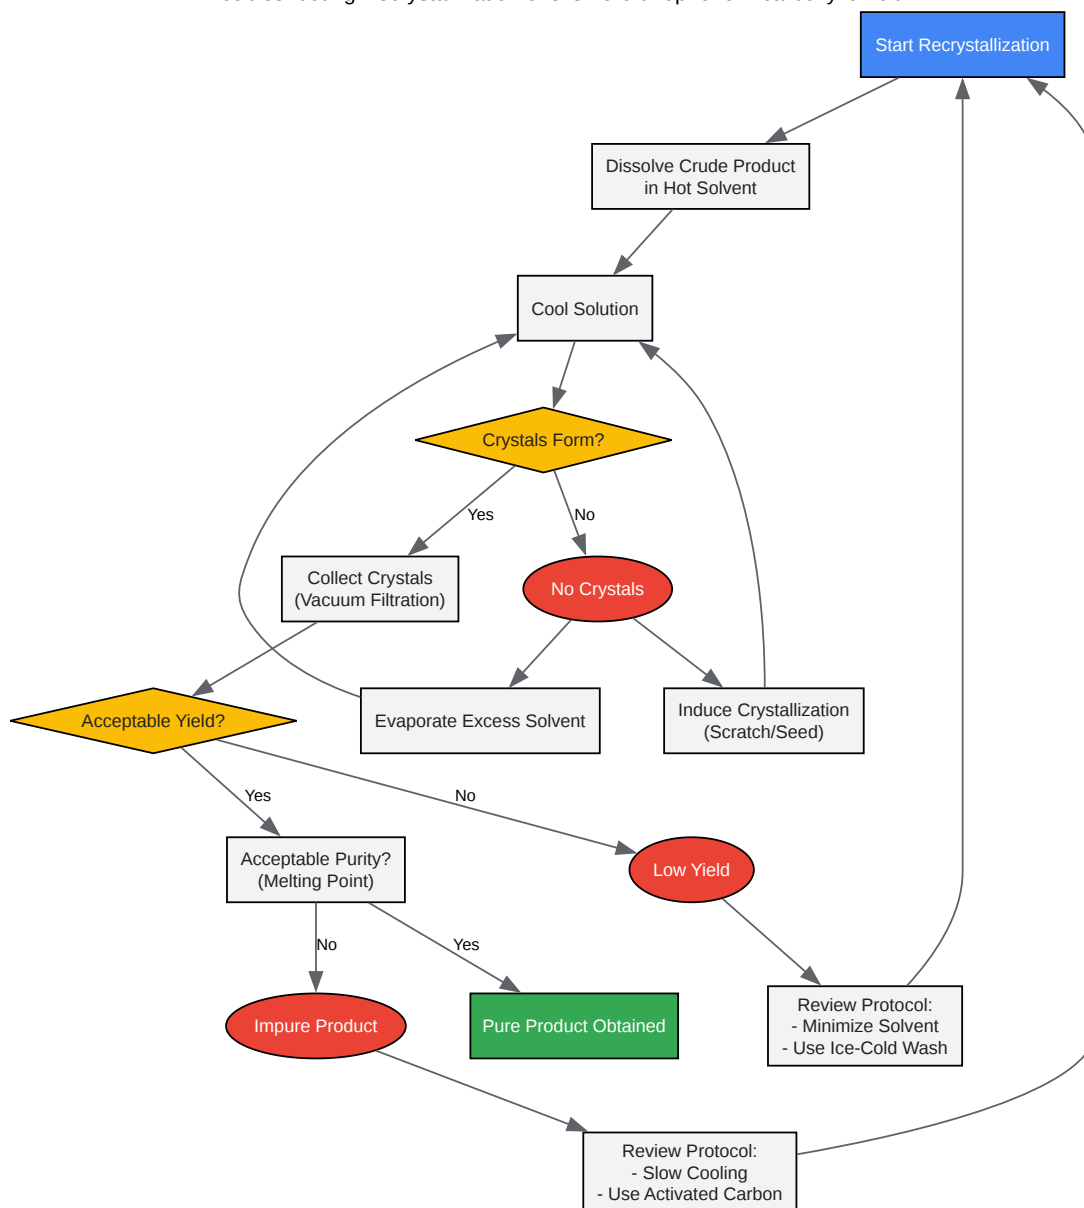 Start Recrystallization
Dissolve Crude Product
in Hot Solvent
Cool Solution
Crystals Form?
Yes
No
Collect Crystals
(Vacuum Filtration)
No Crystals
Acceptable Yield?
Evaporate Excess Solvent
Induce Crystallization
(Scratch/Seed)
Yes
No
Acceptable Purity?
(Melting Point)
Low Yield
No
Yes
Impure Product
Pure Product Obtained
Review Protocol:
- Minimize Solvent
- Use Ice-Cold Wash
Review Protocol:
- Slow Cooling
- Use Activated Carbon